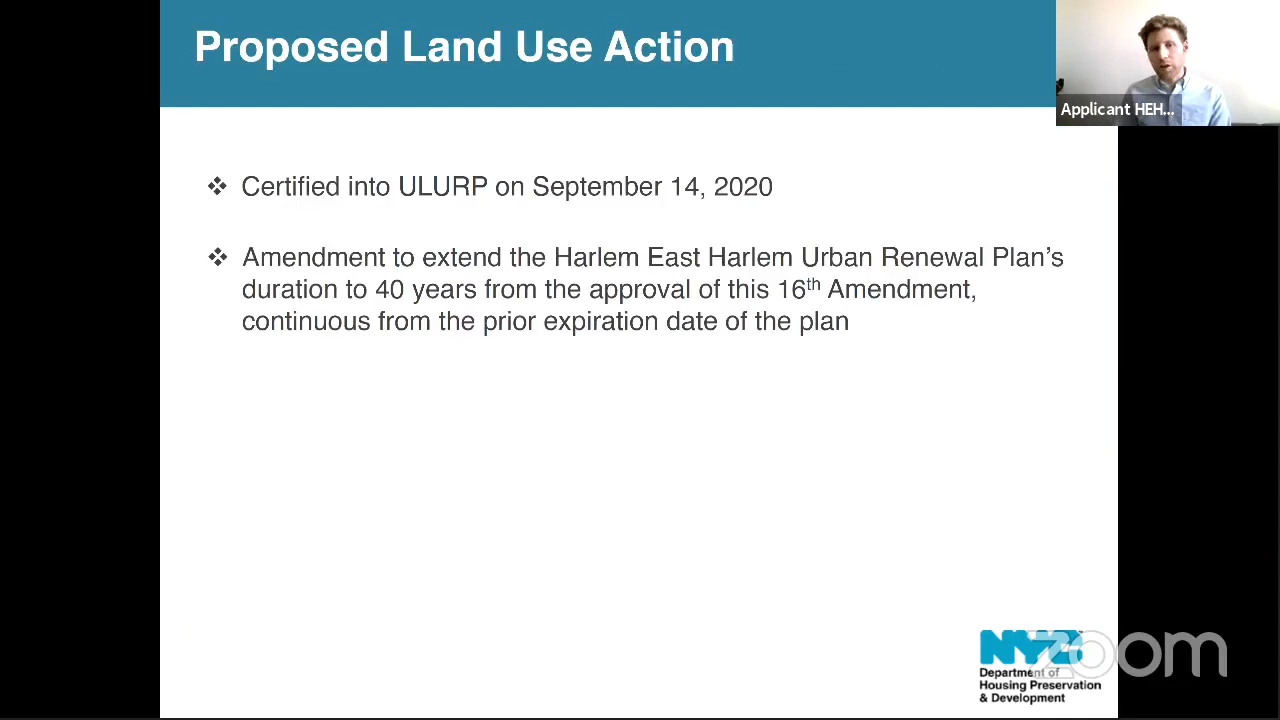 Proposed Land Use Action
Applicant HEH...
❖ Certified into ULURP on September 14, 2020
❖ Amendment to extend the Harlem East Harlem Urban Renewal Plan’s
duration to 40 years from the approval of this 16th Amendment,
continuous from the prior expiration date of the plan
NYC
zoom
Department of
Housing Preservation
& Development